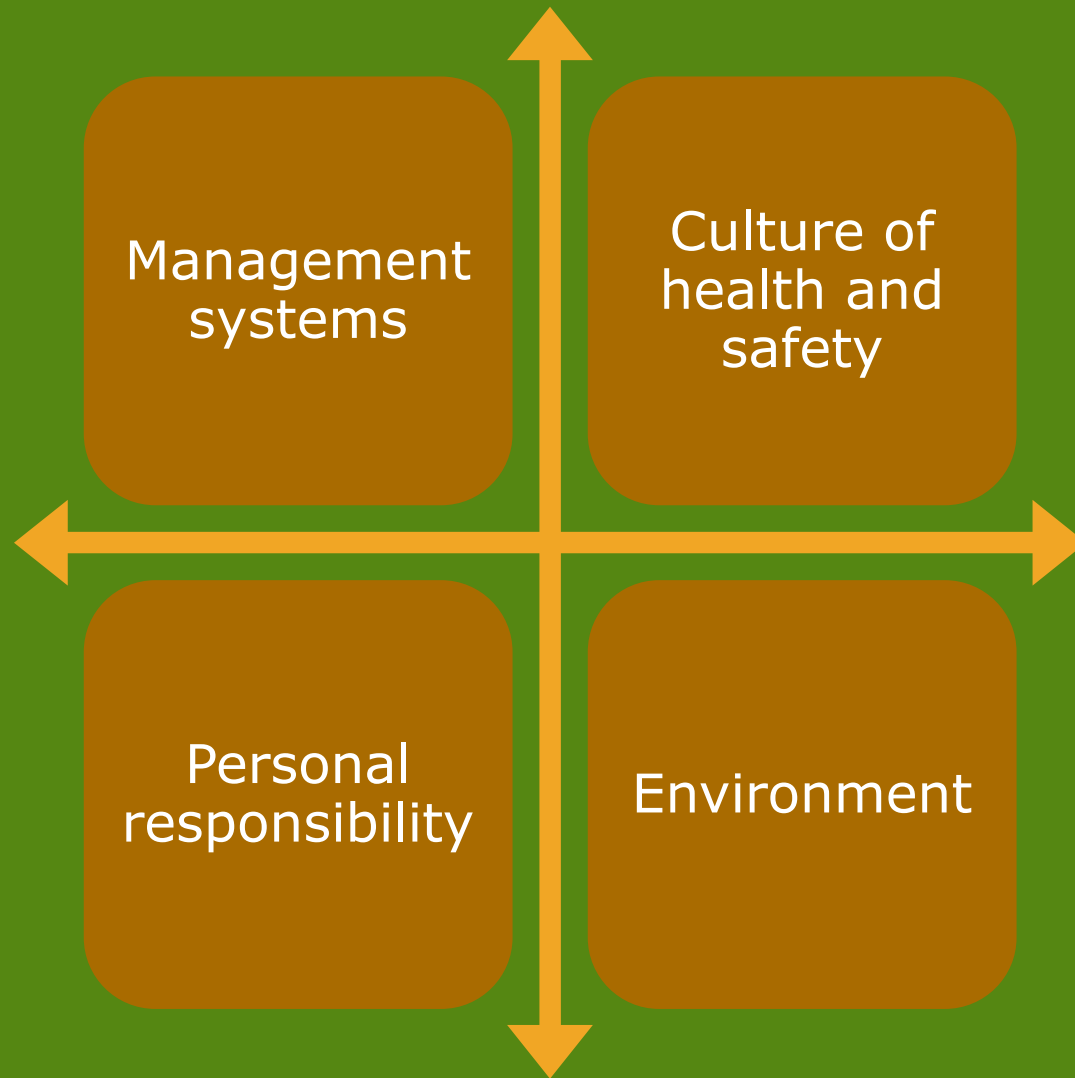 Management
systems
Culture of
health and
safety
Personal
responsibility
Environment